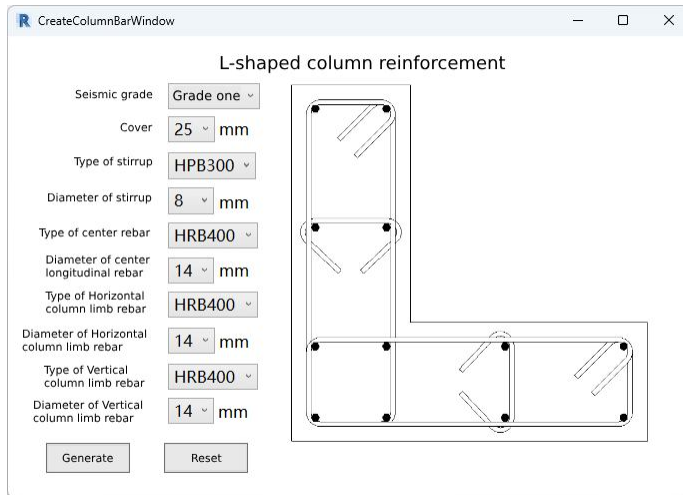 CreateColumnBarWindow
L-shaped column reinforcement
Seismic grade Grade one
Cover 25 mm
Type of stirrup HPB300
Diameter of stirrup 8 mm
Type of center rebar HRB400
Diameter of center
longitudinal rebar 14 mm
Type of Horizontal
column limb rebar HRB400
Diameter of Horizontal
column limb rebar 14 mm
Type of Vertical
column limb rebar HRB400
Diameter of Vertical
column limb rebar 14 mm
Generate Reset